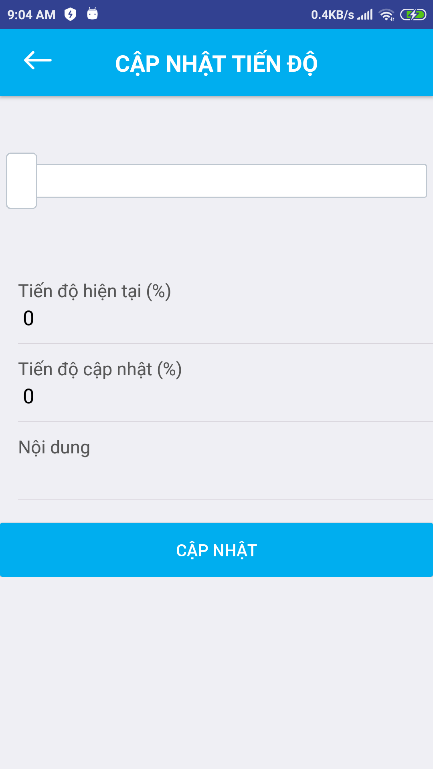 9:04 AM 0.4KB/s
CẬP NHẬT TIẾN ĐỘ
Tiến độ hiện tại (%)
0
Tiến độ cập nhật (%)
0
Nội dung
CẬP NHẬT